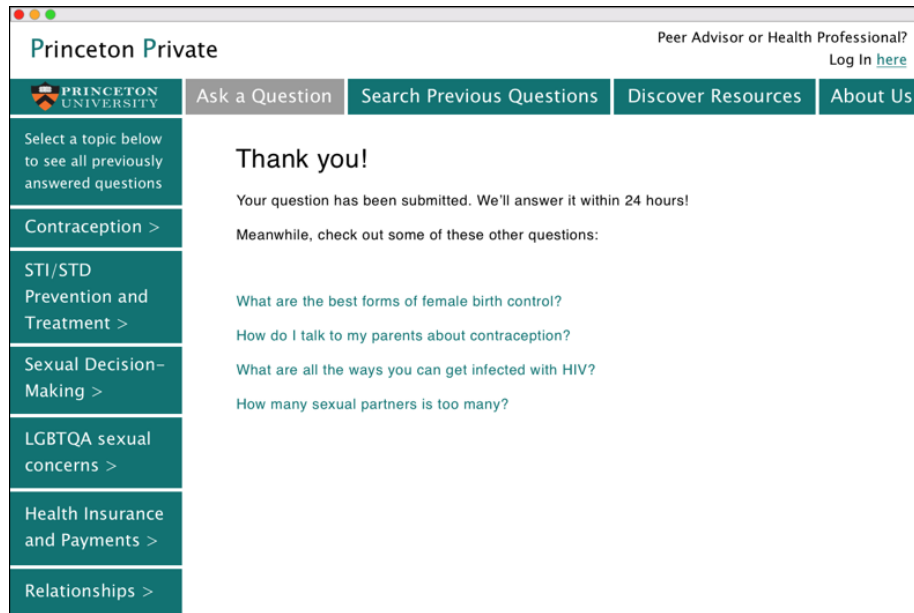 Princeton Private
Peer Advisor or Health Professional?
Log In here
PRINCETON
UNIVERSITY
Ask a Question
Search Previous Questions
Discover Resources
About Us
Select a topic below
to see all previously
answered questions
Contraception >
STI/STD
Prevention and
Treatment >
Sexual Decision-
Making >
LGBTQA sexual
concerns >
Health Insurance
and Payments >
Relationships >
Thank you!
Your question has been submitted. We'll answer it within 24 hours!
Meanwhile, check out some of these other questions:
What are the best forms of female birth control?
How do I talk to my parents about contraception?
What are all the ways you can get infected with HIV?
How many sexual partners is too many?